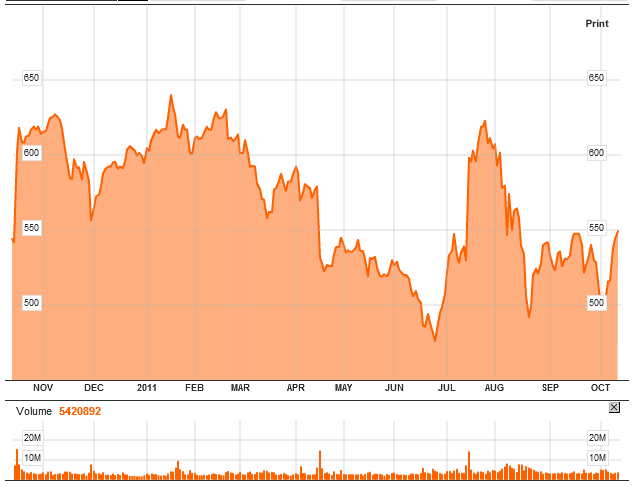 Print
650 650
600 600
550 550
500 500
NOV DEC 2011 FEB MAR APR MAY JUN JUL AUG SEP OCT
Volume 5420892
20M 20M
10M 10M